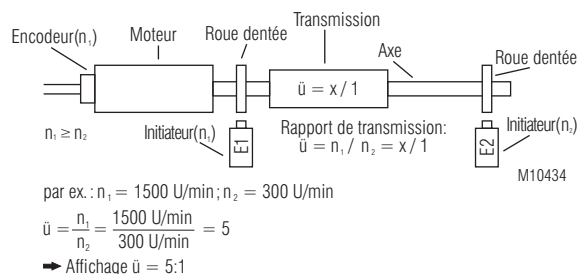 Encodeur(n₁)
Moteur
Roue dentée
Transmission
Axe
Roue dentée
ü = x / 1
n₁ ≥ n₂
Initiateur(n₁)
E1
Rapport de transmission:
ü = n₁ / n₂ = x / 1
E2
Initiateur(n₂)
M10434
par ex. : n₁ = 1500 U/min ; n₂ = 300 U/min
ü = n₁ / n₂ = 1500 U/min / 300 U/min = 5
➡ Affichage ü = 5:1